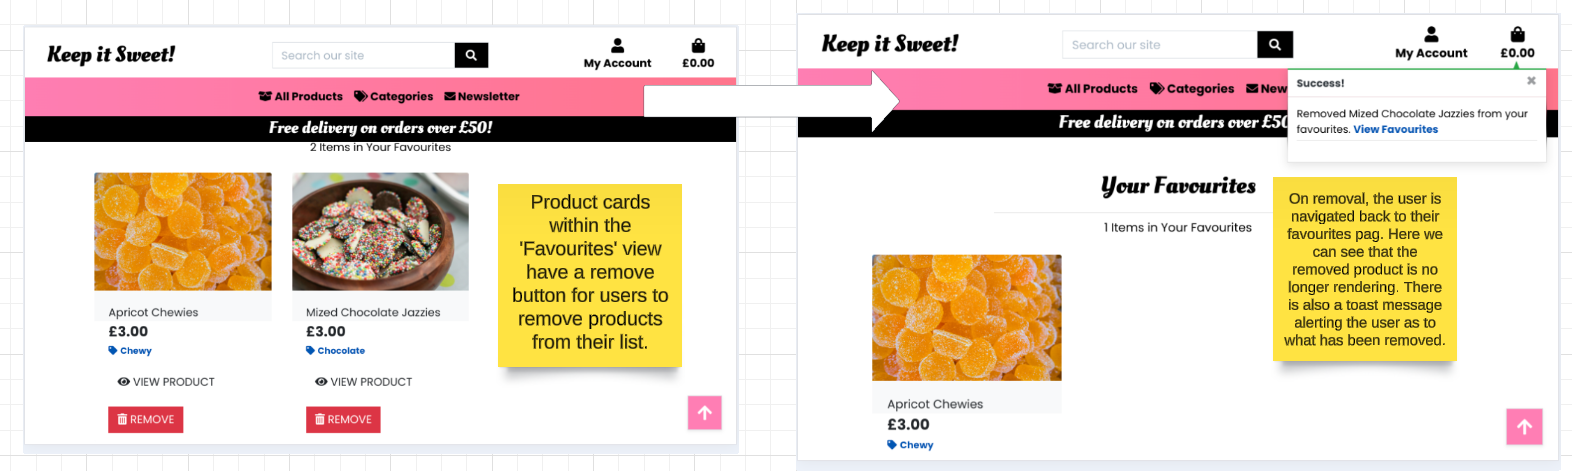 Keep it Sweet!
Search our site
My Account
£0.00
All Products
Categories
Newsletter
Free delivery on orders over £50!
2 Items in Your Favourites
Apricot Chewies
£3.00
Chewy
VIEW PRODUCT
REMOVE
Mized Chocolate Jazzies
£3.00
Chocolate
VIEW PRODUCT
REMOVE
Product cards
within the
'Favourites' view
have a remove
button for users to
remove products
from their list.
Keep it Sweet!
Search our site
My Account
£0.00
All Products
Categories
New
Free delivery on orders over £50
Success!
×
Removed Mized Chocolate Jazzies from your
favourites. View Favourites
Your Favourites
1 Items in Your Favourites
Apricot Chewies
£3.00
Chewy
On removal, the user is
navigated back to their
favourites pag. Here we
can see that the
removed product is no
longer rendering. There
is also a toast message
alerting the user as to
what has been removed.